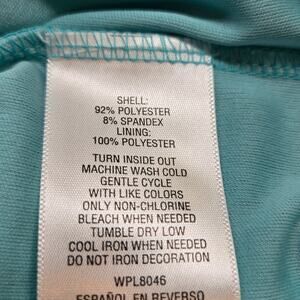 SHELL:
92% POLYESTER
8% SPANDEX
LINING:
100% POLYESTER
TURN INSIDE OUT
MACHINE WASH COLD
GENTLE CYCLE
WITH LIKE COLORS
ONLY NON-CHLORINE
BLEACH WHEN NEEDED
TUMBLE DRY LOW
COOL IRON WHEN NEEDED
DO NOT IRON DECORATION
WPL8046
ESPAÑOL EN REVERSO